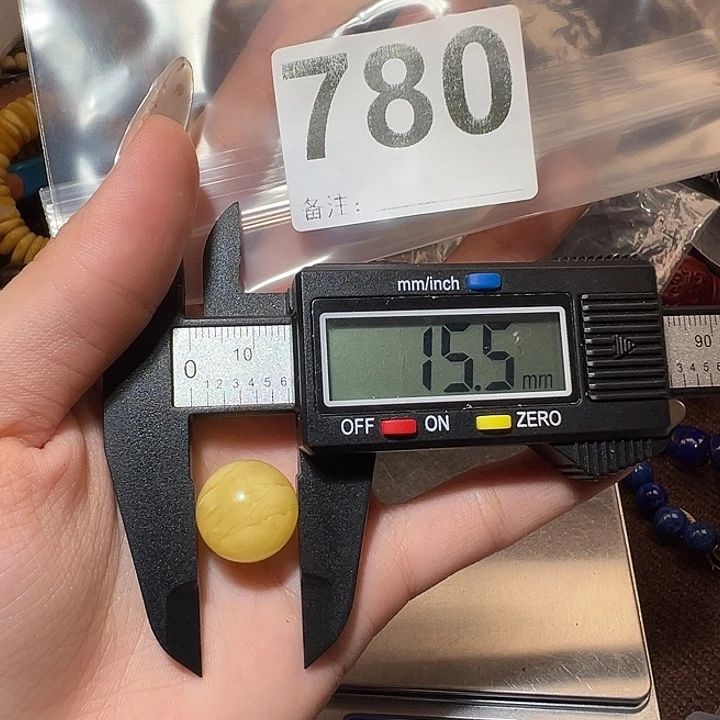 780
备注:
mm/inch
15.5 mm
OFF ON ZERO
0 10
1 2 3 4 5 6
90
3 4 5